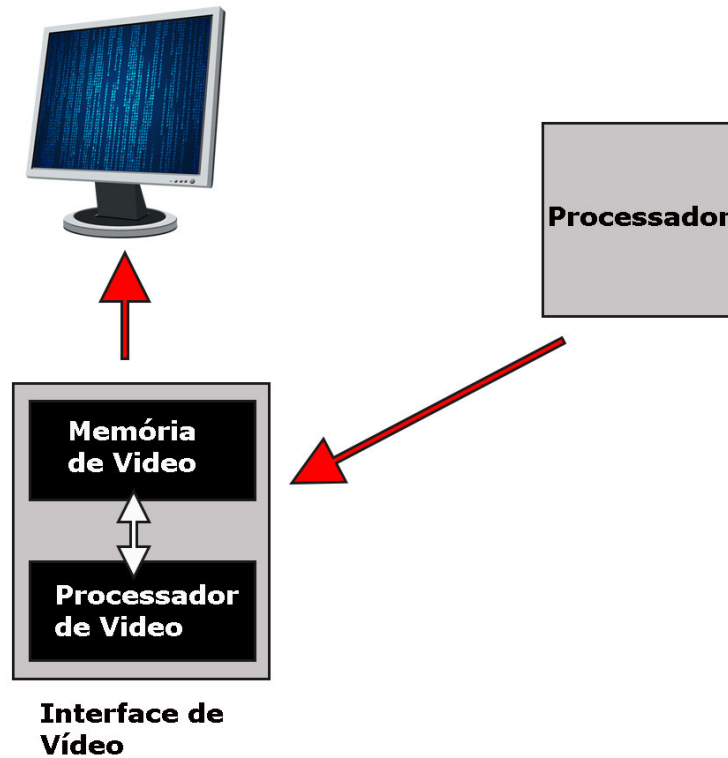 Processador
Memória
de Video
Processador
de Video
Interface de
Vídeo